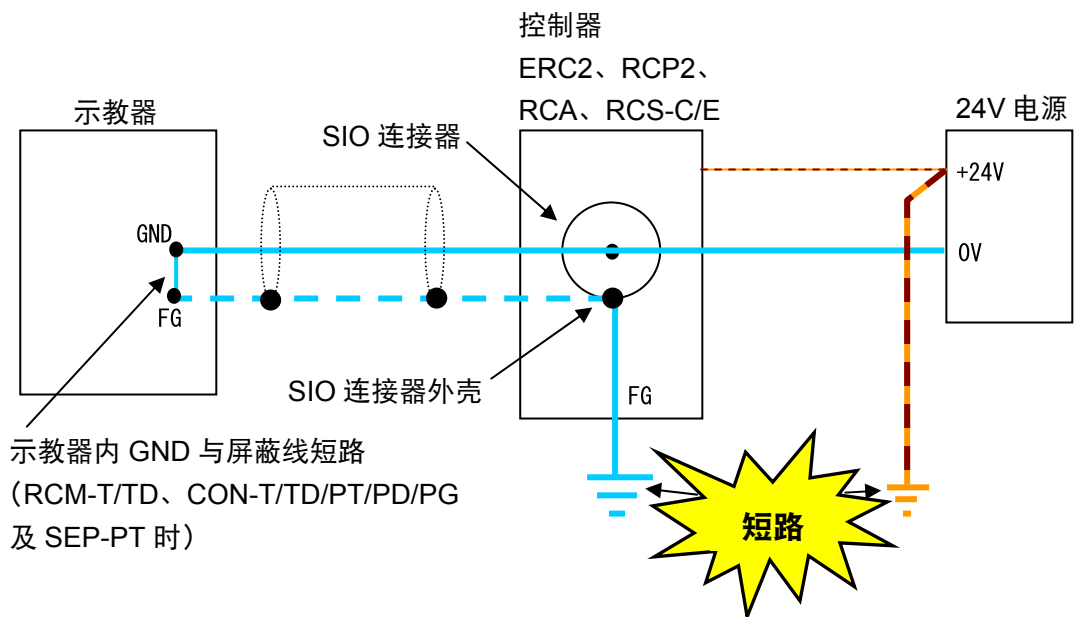 控制器
ERC2、RCP2、
RCA、RCS-C/E
示教器
SIO 连接器
24V 电源
+24V
GND
0V
FG
SIO 连接器外壳
FG
示教器内 GND 与屏蔽线短路
（RCM-T/TD、CON-T/TD/PT/PD/PG
及 SEP-PT 时）
短路